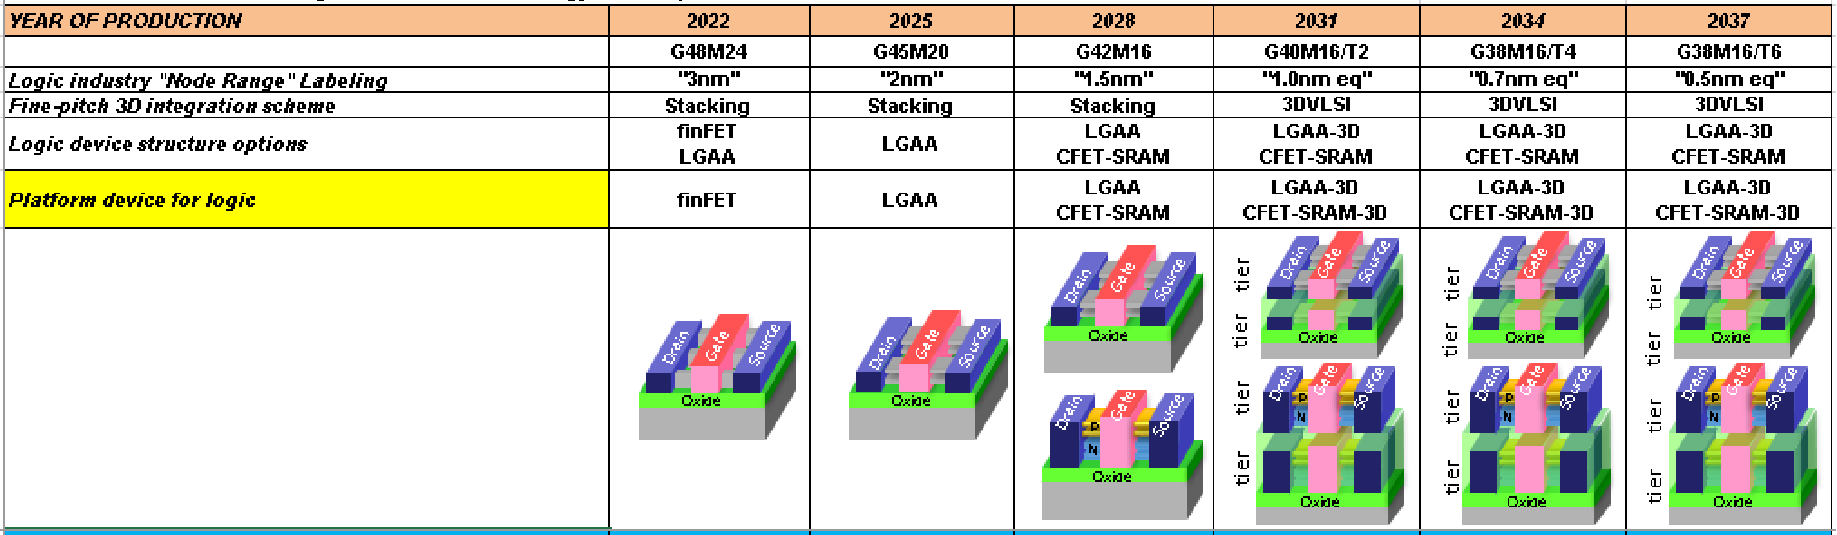 YEAR OF PRODUCTION 2022 2025 2028 2031 2034 2037
G48M24 G45M20 G42M16 G40M16/T2 G38M16/T4 G38M16/T6
Logic industry "Node Range" Labeling "3nm" "2nm" "1.5nm" "1.0nm eq" "0.7nm eq" "0.5nm eq"
Fine-pitch 3D integration scheme Stacking Stacking Stacking 3DVLSI 3DVLSI 3DVLSI
Logic device structure options finFET LGAA LGAA LGAA-3D LGAA-3D LGAA-3D
LGAA CFET-SRAM CFET-SRAM CFET-SRAM CFET-SRAM
Platform device for logic finFET LGAA LGAA LGAA-3D LGAA-3D LGAA-3D
CFET-SRAM CFET-SRAM-3D CFET-SRAM-3D CFET-SRAM-3D
Drain Gate Source
Oxide
Drain Gate Source
Oxide
Drain Gate Source
Oxide
Drain Gate Source
P
N
Oxide
tier Drain Gate Source
tier
Oxide
tier Drain Gate Source
P
N
tier
Oxide
tier Drain Gate Source
tier
Oxide
tier Drain Gate Source
P
N
tier
Oxide
tier Drain Gate Source
tier
Oxide
tier Drain Gate Source
P
N
tier
Oxide